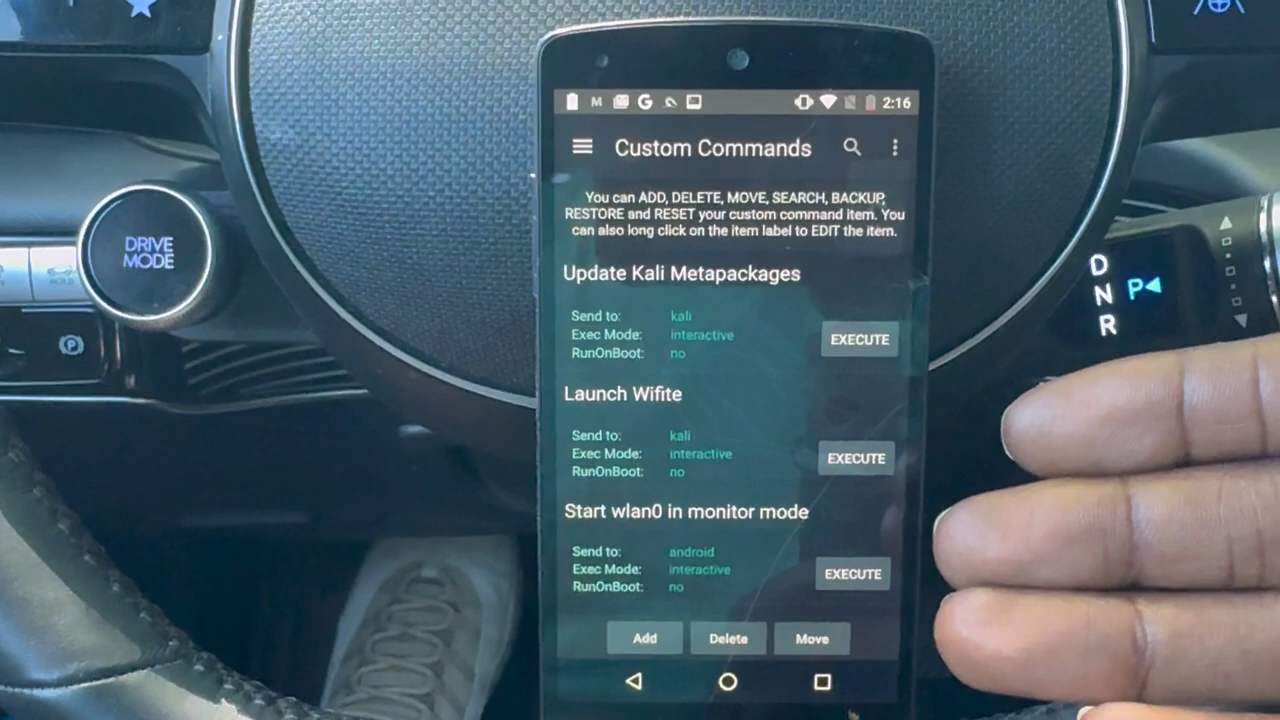 M G 2:16
Custom Commands
You can ADD, DELETE, MOVE, SEARCH, BACKUP,
RESTORE and RESET your custom command item. You
can also long click on the item label to EDIT the item.
Update Kali Metapackages
Send to: kali
Exec Mode: interactive
RunOnBoot: no
EXECUTE
Launch Wifite
Send to: kali
Exec Mode: interactive
RunOnBoot: no
EXECUTE
Start wlan0 in monitor mode
Send to: android
Exec Mode: interactive
RunOnBoot: no
EXECUTE
Add Delete Move
DRIVE
MODE
D
N
R
P